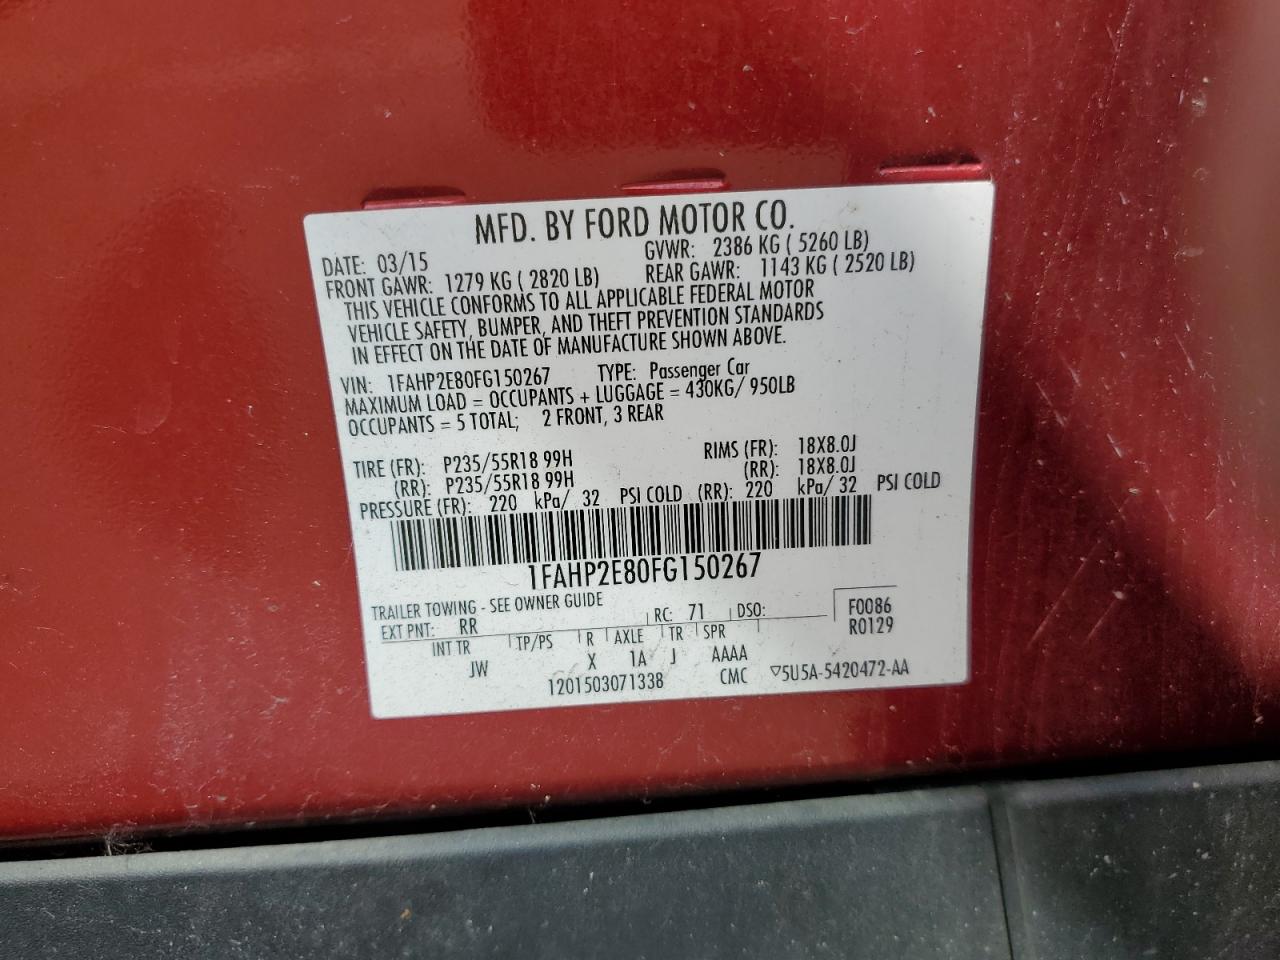 MFD. BY FORD MOTOR CO.
DATE: 03/15 GVWR: 2386 KG ( 5260 LB)
FRONT GAWR: 1279 KG ( 2820 LB) REAR GAWR: 1143 KG ( 2520 LB)
THIS VEHICLE CONFORMS TO ALL APPLICABLE FEDERAL MOTOR
VEHICLE SAFETY, BUMPER, AND THEFT PREVENTION STANDARDS
IN EFFECT ON THE DATE OF MANUFACTURE SHOWN ABOVE.
VIN: 1FAHP2E80FG150267 TYPE: Passenger Car
MAXIMUM LOAD = OCCUPANTS + LUGGAGE = 430KG/ 950LB
OCCUPANTS = 5 TOTAL; 2 FRONT, 3 REAR
TIRE (FR): P235/55R18 99H RIMS (FR): 18X8.0J
(RR): P235/55R18 99H (RR): 18X8.0J
PRESSURE (FR): 220 kPa/ 32 PSI COLD (RR): 220 kPa/ 32 PSI COLD
1FAHP2E80FG150267
TRAILER TOWING - SEE OWNER GUIDE
EXT PNT: RR RC: 71 DSO: F0086
R0129
INT TR TP/PS R AXLE TR SPR
JW X 1A J AAAA
1201503071338 CMC ▽5U5A-5420472-AA